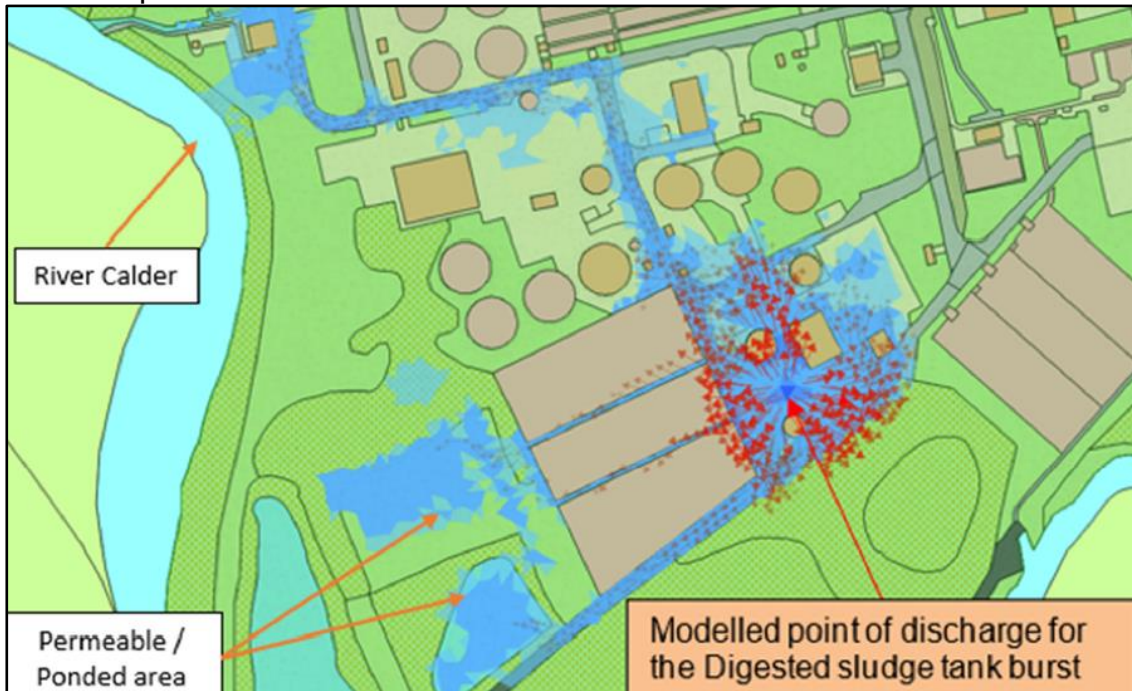 River Calder
Permeable /
Ponded area
Modelled point of discharge for
the Digested sludge tank burst